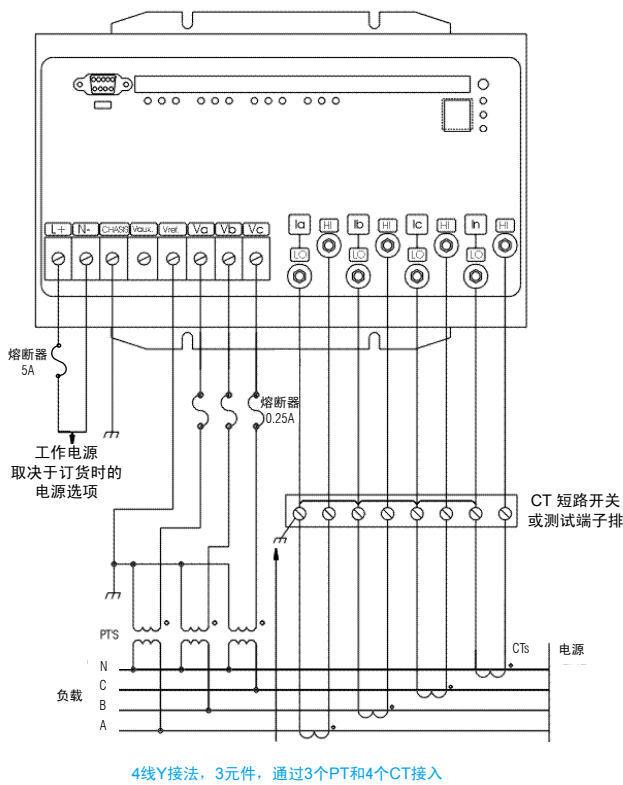 L+ N- CHASIS Vaux. Vref. Va Vb Vc
Ia HI Ib HI Ic HI In HI
LO LO LO LO
熔断器
5A
熔断器
0.25A
工作电源
取决于订货时的
电源选项
CT 短路开关
或测试端子排
PT'S
CTs
电源
负载
N
C
B
A
4线Y接法，3元件，通过3个PT和4个CT接入